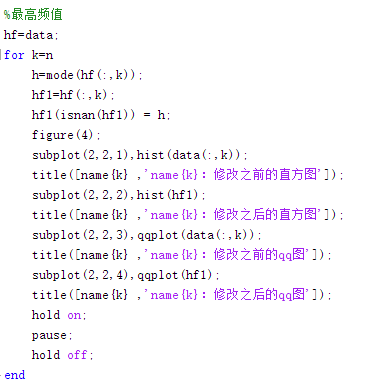 %最高频值
hf=data;
for k=n
h=mode(hf(:,k));
hf1=hf(:,k);
hf1(isnan(hf1)) = h;
figure(4);
subplot(2,2,1),hist(data(:,k));
title([name{k} ,'name{k}：修改之前的直方图']);
subplot(2,2,2),hist(hf1);
title([name{k} ,'name{k}：修改之后的直方图']);
subplot(2,2,3),qqplot(data(:,k));
title([name{k} ,'name{k}：修改之前的qq图']);
subplot(2,2,4),qqplot(hf1);
title([name{k} ,'name{k}：修改之后的qq图']);
hold on;
pause;
hold off;
end